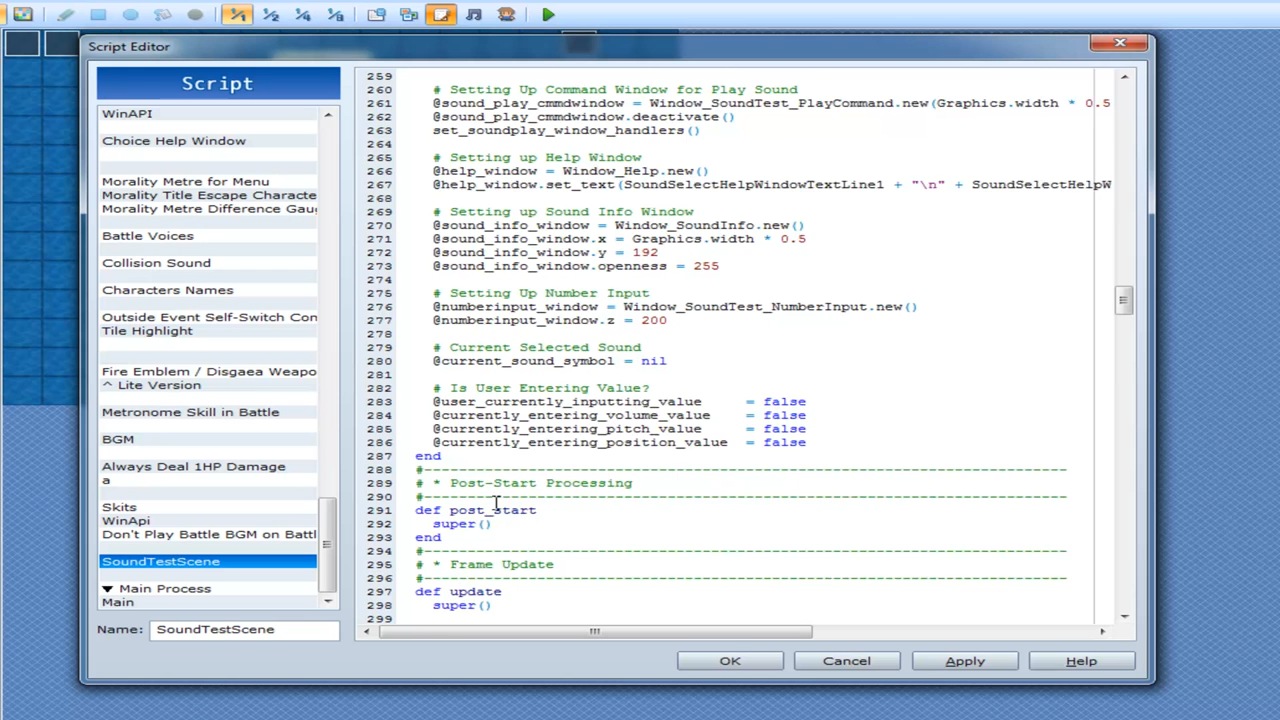 1/1
1/2
1/4
1/8
Script Editor
Script
WinAPI
Choice Help Window
Morality Metre for Menu
Morality Title Escape Characte
Morality Metre Difference Gau
Battle Voices
Collision Sound
Characters Names
Outside Event Self-Switch Con
Tile Highlight
Fire Emblem / Disgaea Weapo
^ Lite Version
Metronome Skill in Battle
BGM
Always Deal 1HP Damage
a
Skits
WinApi
Don't Play Battle BGM on Battl
SoundTestScene
▼ Main Process
Main
Name: SoundTestScene
259
260 # Setting Up Command Window for Play Sound
261 @sound_play_cmmdwindow = Window_SoundTest_PlayCommand.new(Graphics.width * 0.5
262 @sound_play_cmmdwindow.deactivate()
263 set_soundplay_window_handlers()
264
265 # Setting up Help Window
266 @help_window = Window_Help.new()
267 @help_window.set_text(SoundSelectHelpWindowTextLine1 + "\n" + SoundSelectHelpW
268
269 # Setting up Sound Info Window
270 @sound_info_window = Window_SoundInfo.new()
271 @sound_info_window.x = Graphics.width * 0.5
272 @sound_info_window.y = 192
273 @sound_info_window.openness = 255
274
275 # Setting Up Number Input
276 @numberinput_window = Window_SoundTest_NumberInput.new()
277 @numberinput_window.z = 200
278
279 # Current Selected Sound
280 @current_sound_symbol = nil
281
282 # Is User Entering Value?
283 @user_currently_inputting_value = false
284 @currently_entering_volume_value = false
285 @currently_entering_pitch_value = false
286 @currently_entering_position_value = false
287 end
288 #--------------------------------------------------------------------------
289 # * Post-Start Processing
290 #--------------------------------------------------------------------------
291 def post_start
292 super()
293 end
294 #--------------------------------------------------------------------------
295 # * Frame Update
296 #--------------------------------------------------------------------------
297 def update
298 super()
299
OK
Cancel
Apply
Help